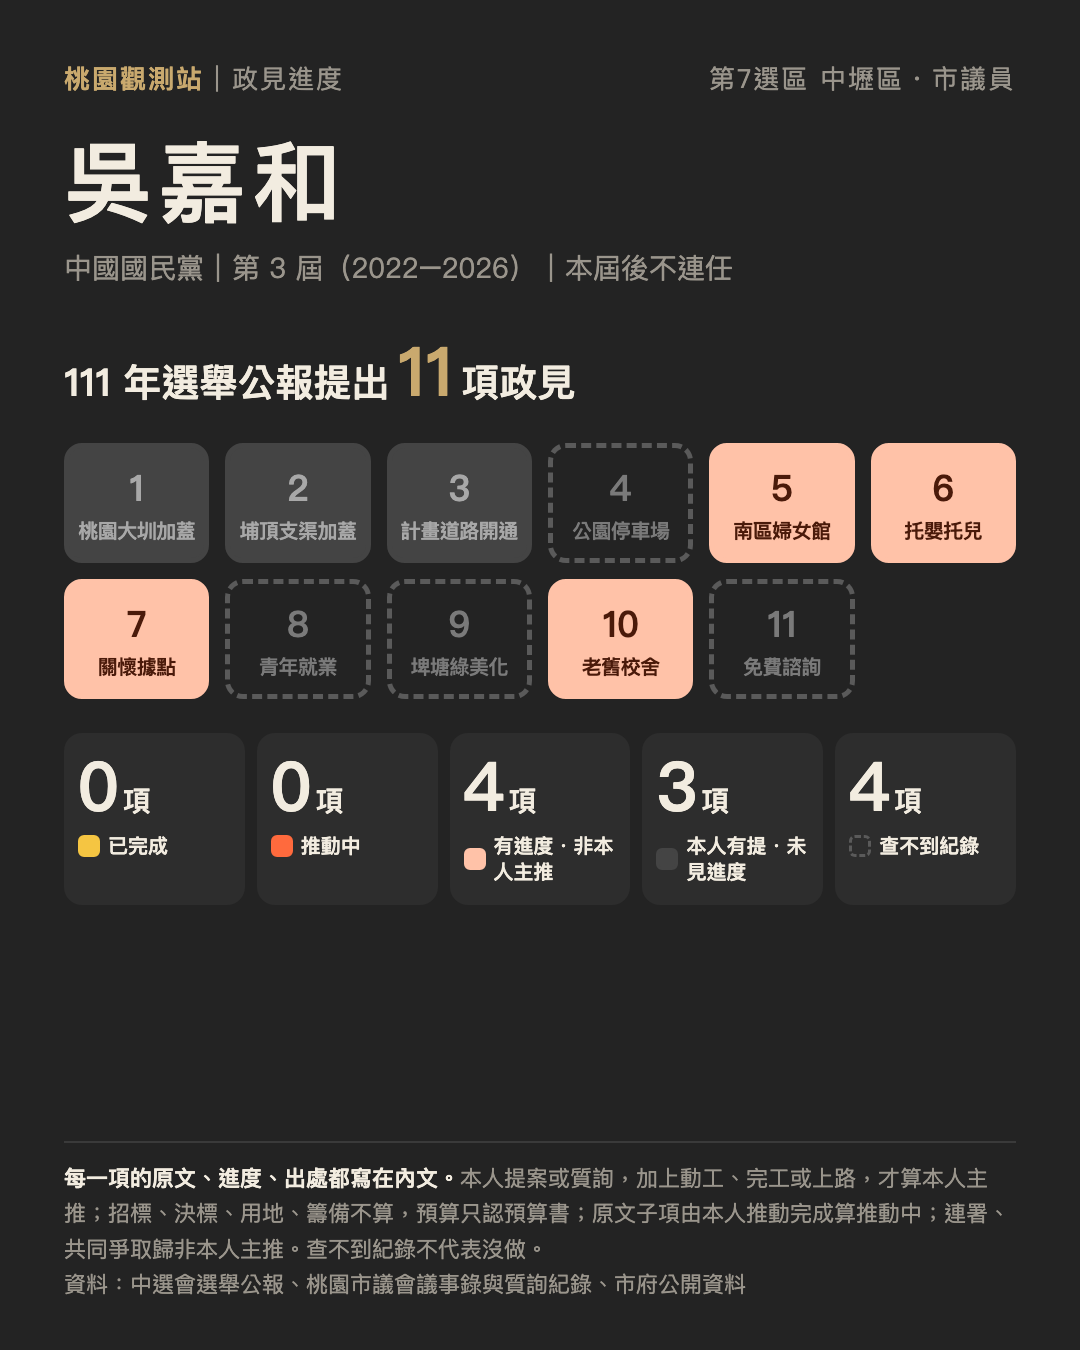 桃園觀測站｜政見進度
第7選區 中壢區・市議員
吳嘉和
中國國民黨｜第 3 屆（2022—2026）｜本屆後不連任
111 年選舉公報提出 11 項政見
1
桃園大圳加蓋
2
埔頂支渠加蓋
3
計畫道路開通
4
公園停車場
5
南區婦女館
6
托嬰托兒
7
關懷據點
8
青年就業
9
埤塘綠美化
10
老舊校舍
11
免費諮詢
0項
已完成
0項
推動中
4項
有進度・非本
人主推
3項
本人有提・未
見進度
4項
查不到紀錄
每一項的原文、進度、出處都寫在內文。本人提案或質詢，加上動工、完工或上路，才算本人主
推；招標、決標、用地、籌備不算，預算只認預算書；原文子項由本人推動完成算推動中；連署、
共同爭取歸非本人主推。查不到紀錄不代表沒做。
資料：中選會選舉公報、桃園市議會議事錄與質詢紀錄、市府公開資料